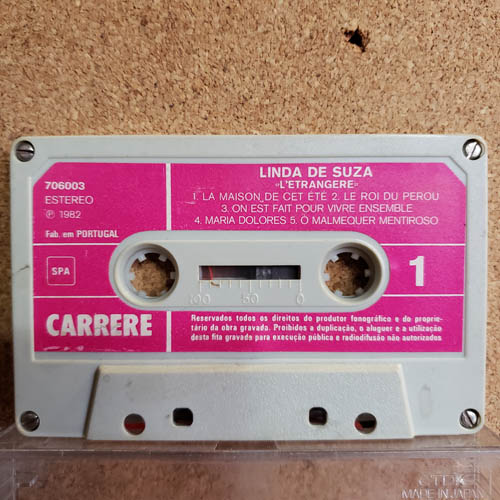 706003
ESTEREO
℗ 1982
Fab. em PORTUGAL
LINDA DE SUZA
«L'ETRANGERE»
1. LA MAISON DE CET ÉTÉ 2. LE ROI DU PEROU
3. ON EST FAIT POUR VIVRE ENSEMBLE
4. MARIA DOLORES 5. Ó MALMEQUER MENTIROSO
SPA
100 50 0
1
CARRERE
Reservados todos os direitos do produtor fonográfico e do proprie-
tário da obra gravada. Proibidos a duplicação, o aluguer e a utilização
desta fita gravada para execução pública e radiodifusão não autorizados
TDK
MADE IN JAPAN